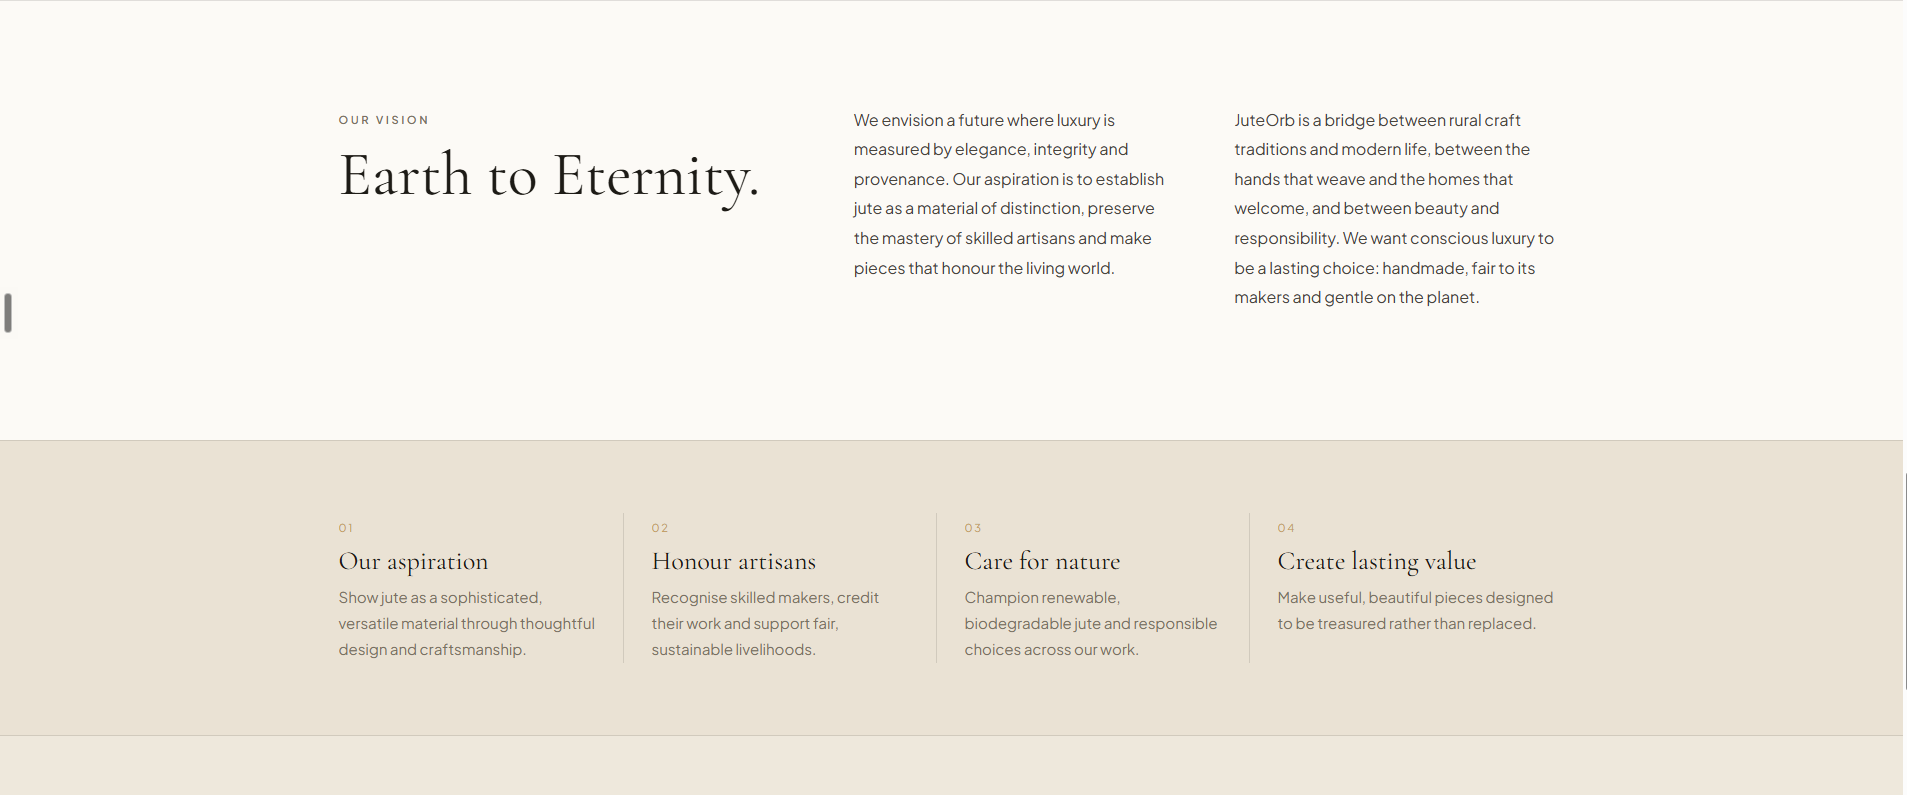 OUR VISION
Earth to Eternity.
We envision a future where luxury is
measured by elegance, integrity and
provenance. Our aspiration is to establish
jute as a material of distinction, preserve
the mastery of skilled artisans and make
pieces that honour the living world.
JuteOrb is a bridge between rural craft
traditions and modern life, between the
hands that weave and the homes that
welcome, and between beauty and
responsibility. We want conscious luxury to
be a lasting choice: handmade, fair to its
makers and gentle on the planet.
01
Our aspiration
Show jute as a sophisticated,
versatile material through thoughtful
design and craftsmanship.
02
Honour artisans
Recognise skilled makers, credit
their work and support fair,
sustainable livelihoods.
03
Care for nature
Champion renewable,
biodegradable jute and responsible
choices across our work.
04
Create lasting value
Make useful, beautiful pieces designed
to be treasured rather than replaced.